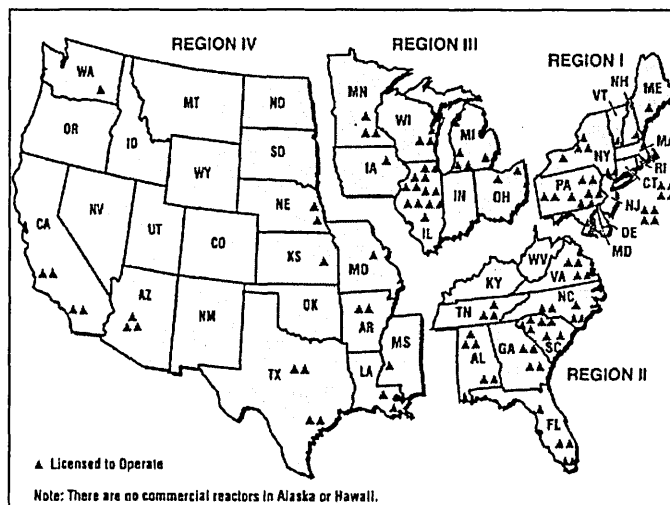 REGION IV
REGION III
REGION I
WA
MT
ND
MN
WI
MI
VT
NH
ME
OR
ID
SD
WY
IA
NY
RI
CT
NE
IL
IN
OH
PA
NJ
DE
MD
CA
NV
UT
CO
KS
MO
WV
VA
KY
AZ
NM
OK
AR
TN
NC
SC
TX
LA
MS
AL
GA
REGION II
FL
▲ Licensed to Operate
Note: There are no commercial reactors in Alaska or Hawaii.